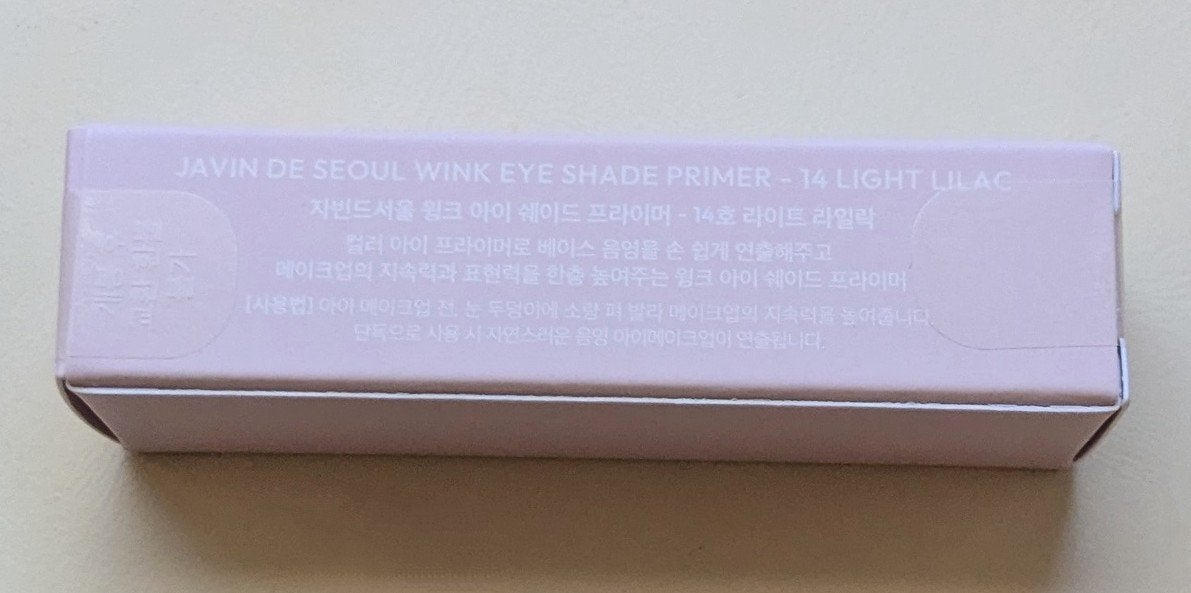 JAVIN DE SEOUL WINK EYE SHADE PRIMER - 14 LIGHT LILAC
자빈드서울 윙크 아이 쉐이드 프라이머 - 14호 라이트 라일락
컬러 아이 프라이머로 베이스 음영을 손 쉽게 연출해주고
메이크업의 지속력과 표현력을 한층 높여주는 윙크 아이 쉐이드 프라이머
[사용법] 아이 메이크업 전, 눈 두덩이에 소량 펴 발라 메이크업의 지속력을 높여줍니다.
단독으로 사용 시 자연스러운 음영 아이메이크업이 연출됩니다.
불가